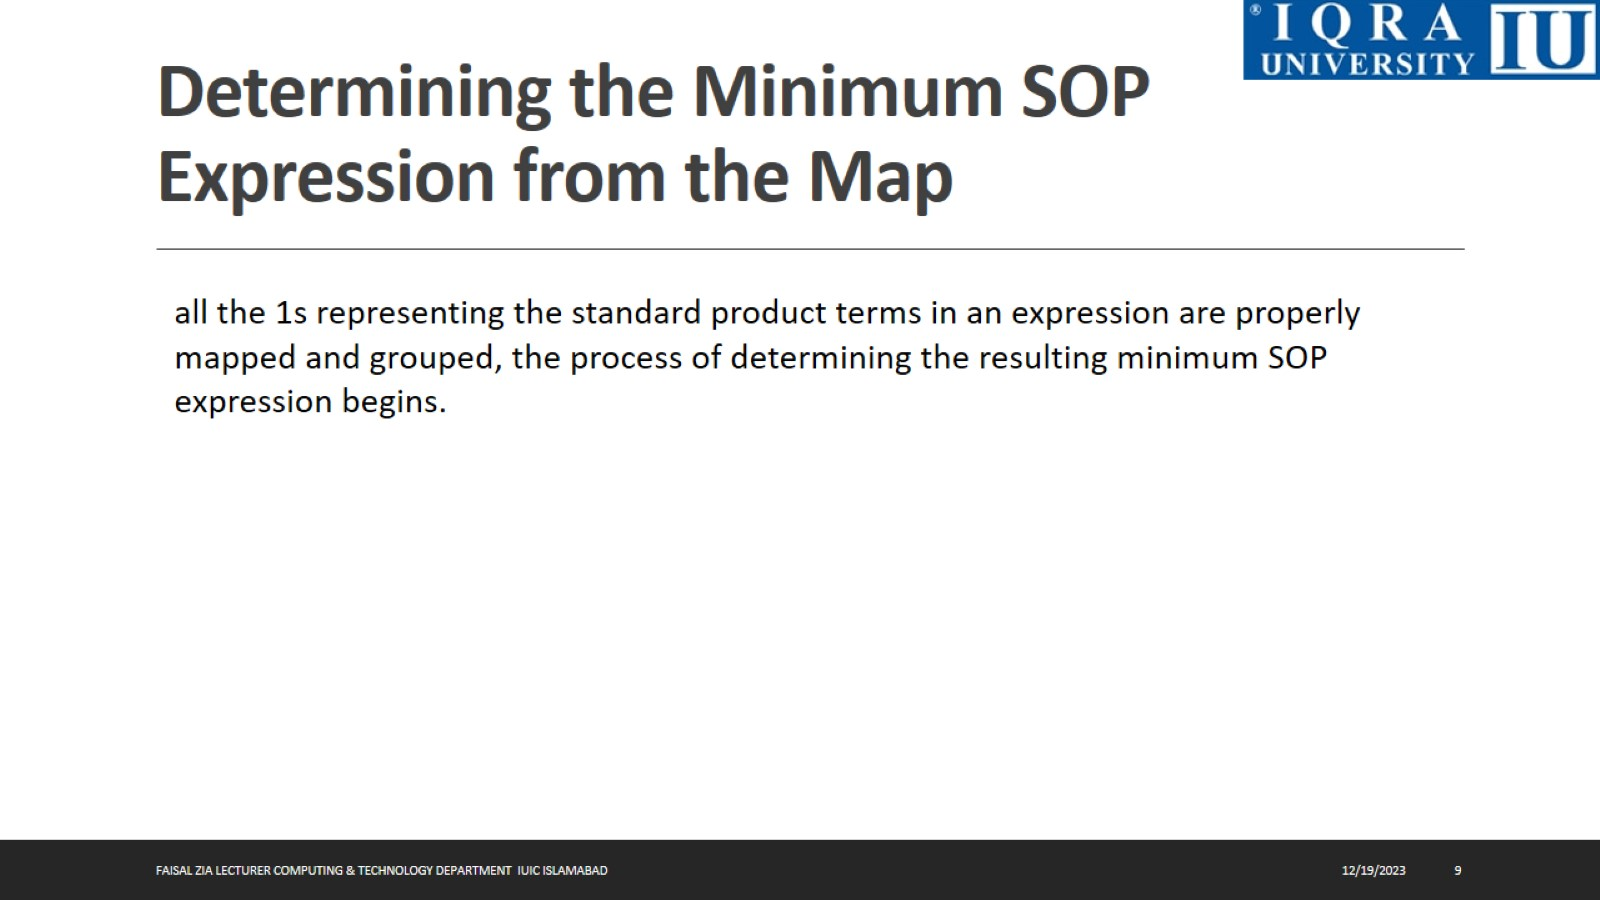 ® IQRA
UNIVERSITY IU
Determining the Minimum SOP
Expression from the Map
all the 1s representing the standard product terms in an expression are properly
mapped and grouped, the process of determining the resulting minimum SOP
expression begins.
FAISAL ZIA LECTURER COMPUTING & TECHNOLOGY DEPARTMENT IUIC ISLAMABAD 12/19/2023 9